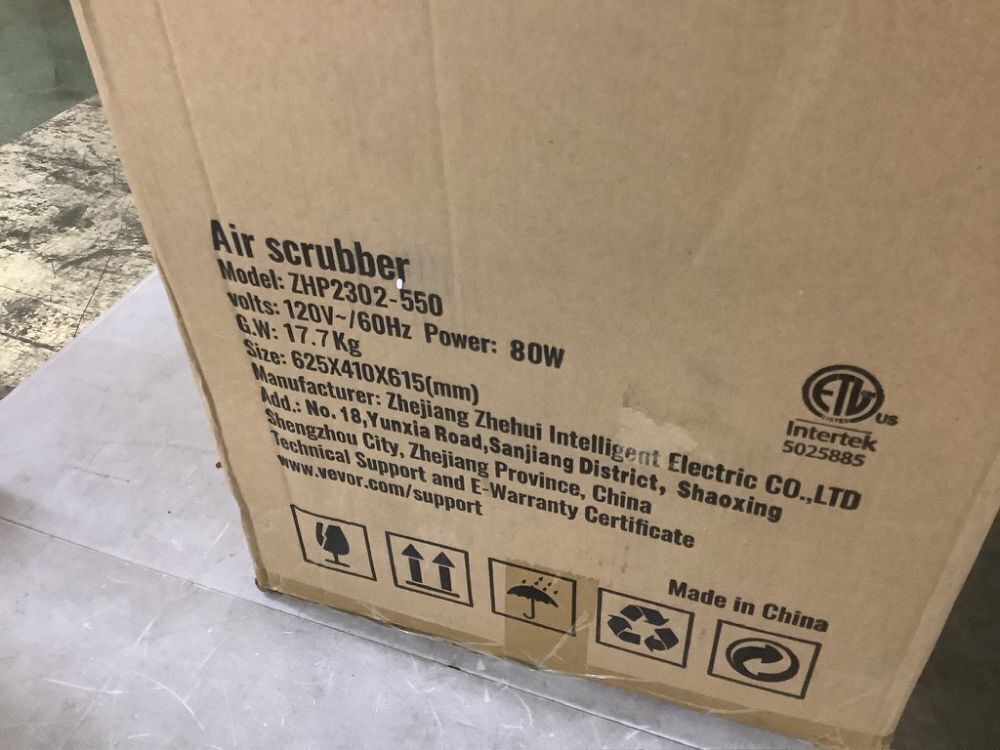 Air scrubber
Model: ZHP2302-550
volts: 120V~/60Hz Power: 80W
G.W: 17.7Kg
Size: 625X410X615(mm)
Manufacturer: Zhejiang Zhehui Intelligent Electric CO.,LTD
Add.: No. 18,Yunxia Road,Sanjiang District, Shaoxing
Shengzhou City, Zhejiang Province, China
Technical Support and E-Warranty Certificate
www.vevor.com/support
ETL US
Intertek
5025885
Made in China